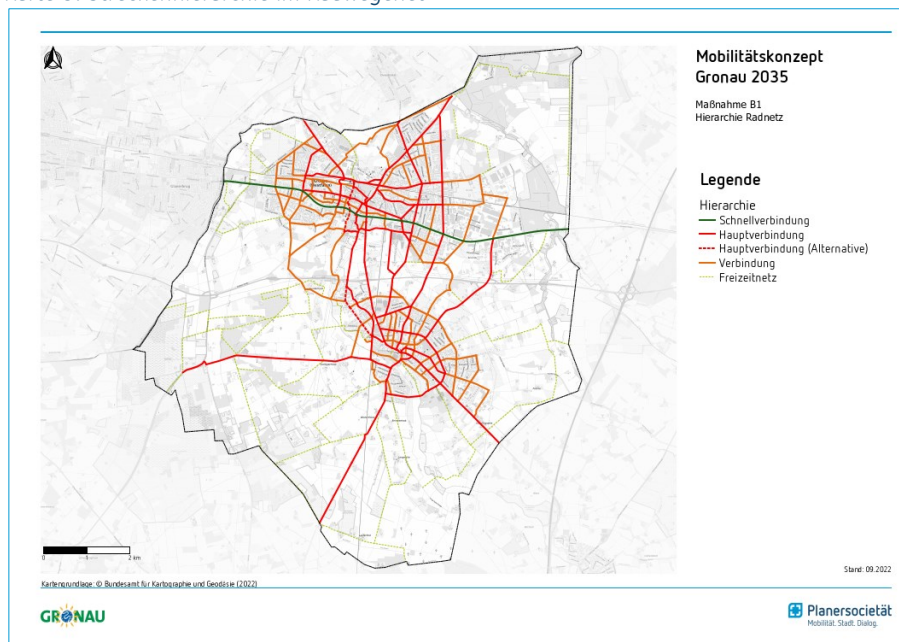 Mobilitätskonzept
Gronau 2035
Maßnahme B1
Hierarchie Radnetz
Legende
Hierarchie
Schnellverbindung
Hauptverbindung
Hauptverbindung (Alternative)
Verbindung
Freizeitnetz
0 1 2 km
Stand: 09.2022
Kartengrundlage: © Bundesamt für Kartographie und Geodäsie (2022)
GRONAU
Planersocietät
Mobilität. Stadt. Dialog.